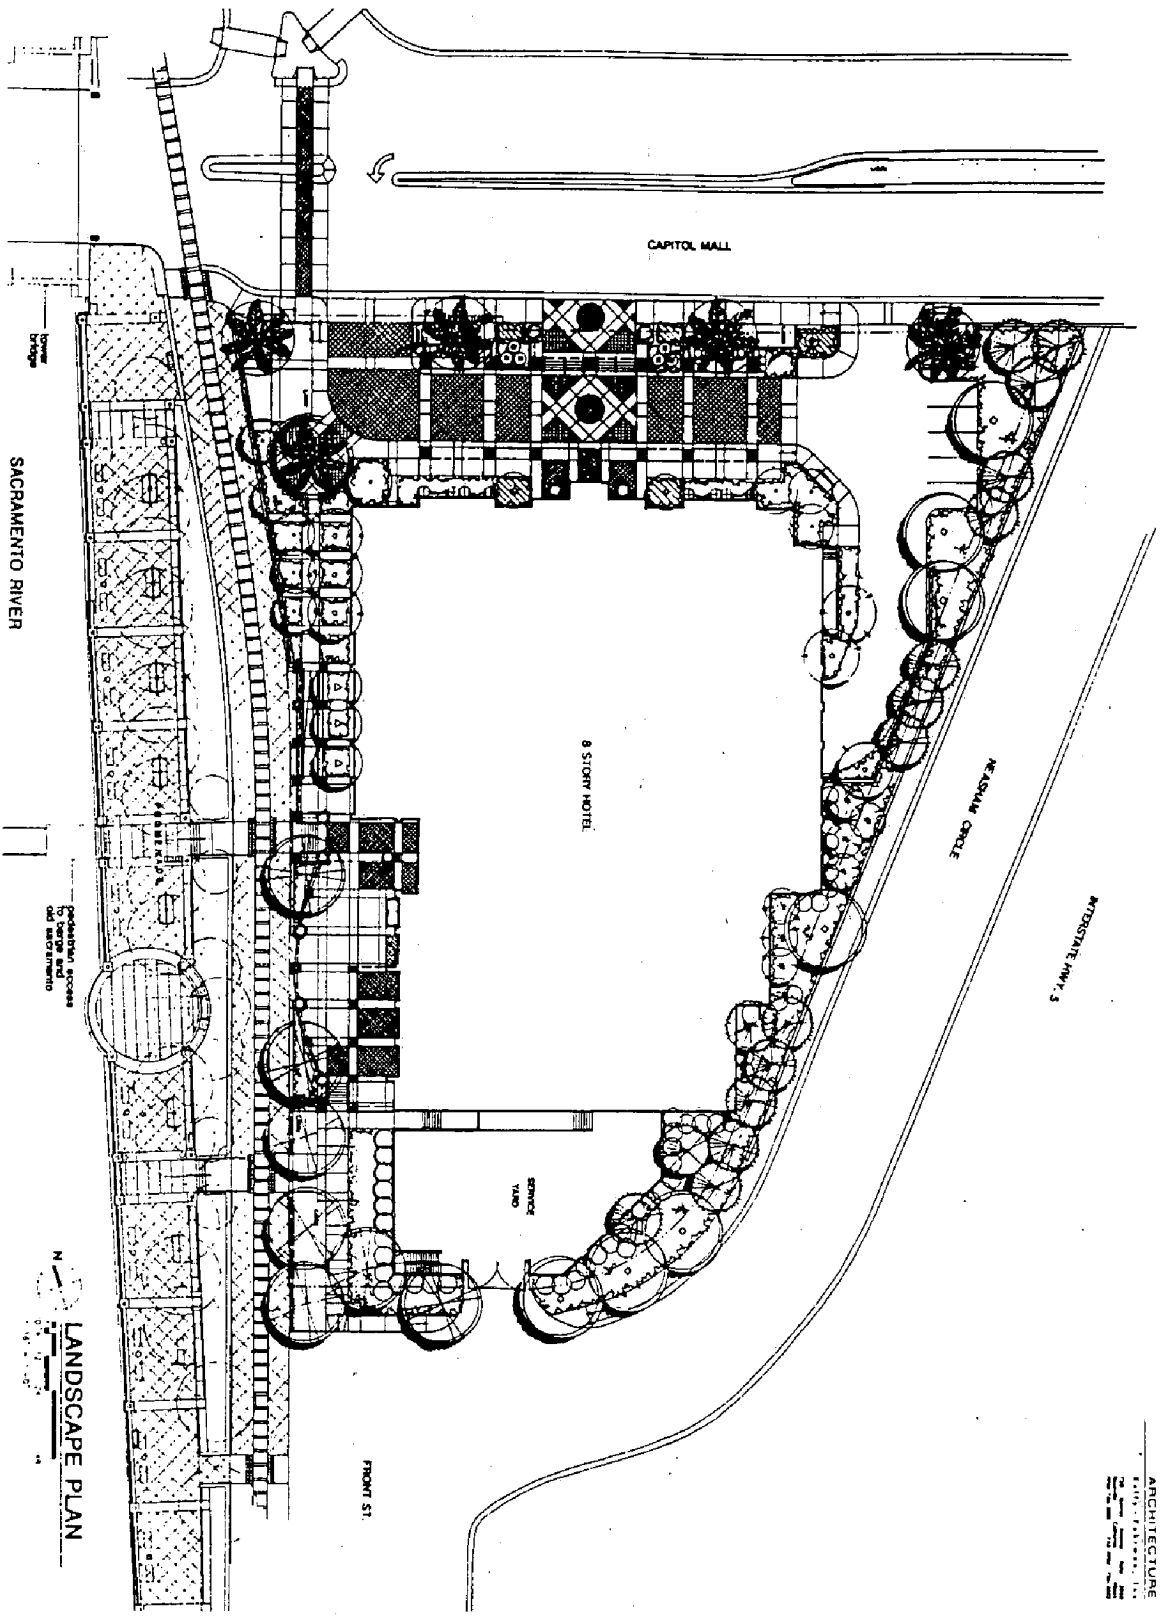 CAPITOL MALL
tower
bridge
SACRAMENTO RIVER
8 STORY HOTEL
NEASHAM CIRCLE
INTERSTATE HWY. 5
PROMENADE
pedestrian access
to barge and
old sacramento
SERVICE
YARD
N
LANDSCAPE PLAN
FRONT ST.
ARCHITECTURE